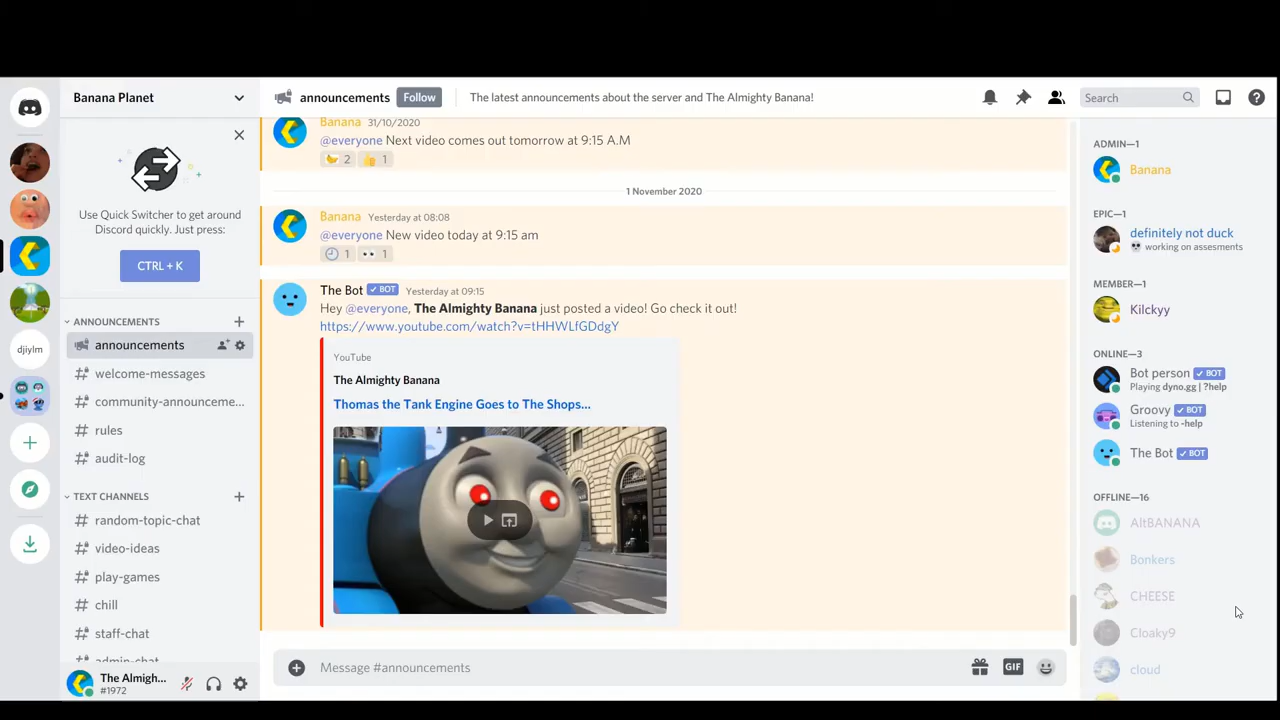 Banana Planet
Use Quick Switcher to get around
Discord quickly. Just press:
CTRL + K
ANNOUNCEMENTS
announcements
welcome-messages
community-announceme...
rules
audit-log
TEXT CHANNELS
random-topic-chat
video-ideas
play-games
chill
staff-chat
admin-chat
The Almigh...
#1972
djiylm
announcements
Follow
The latest announcements about the server and The Almighty Banana!
Search
Banana 31/10/2020
@everyone Next video comes out tomorrow at 9:15 A.M
2
1
1 November 2020
Banana Yesterday at 08:08
@everyone New video today at 9:15 am
1
1
The Bot BOT Yesterday at 09:15
Hey @everyone, The Almighty Banana just posted a video! Go check it out!
https://www.youtube.com/watch?v=tHHWLfGDdgY
YouTube
The Almighty Banana
Thomas the Tank Engine Goes to The Shops...
Message #announcements
GIF
ADMIN—1
Banana
EPIC—1
definitely not duck
working on assesments
MEMBER—1
Kilckyy
ONLINE—3
Bot person BOT
Playing dyno.gg | ?help
Groovy BOT
Listening to -help
The Bot BOT
OFFLINE—16
AltBANANA
Bonkers
CHEESE
Cloaky9
cloud